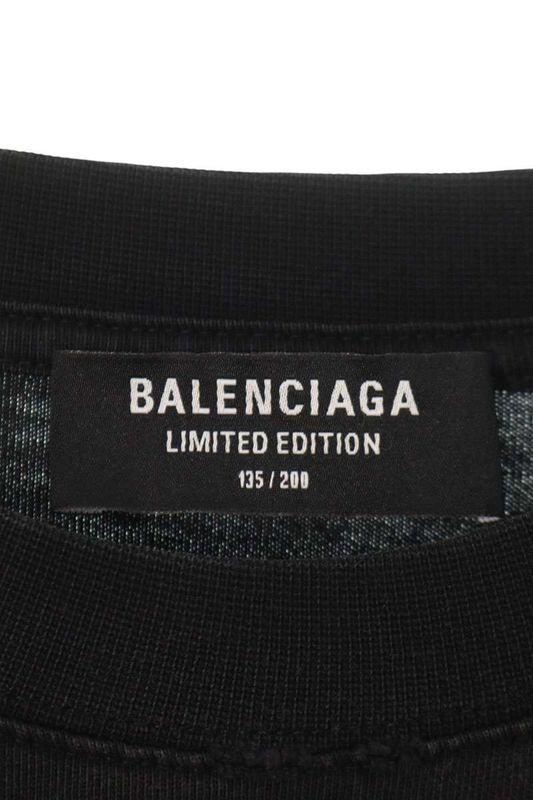 BALENCIAGA
LIMITED EDITION
135 / 200